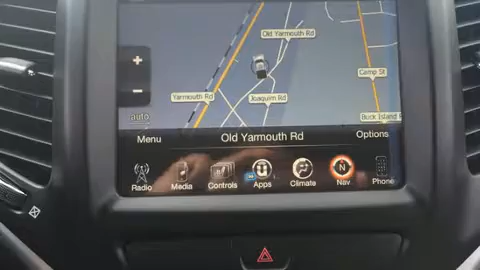 Old Yarmouth Rd
+
-
Yarmouth Rd
Joaquim Rd
Camp St
auto
Buck Island
Menu
Old Yarmouth Rd
Options
Radio
Media
Controls
Apps
Climate
N
Nav
Phone